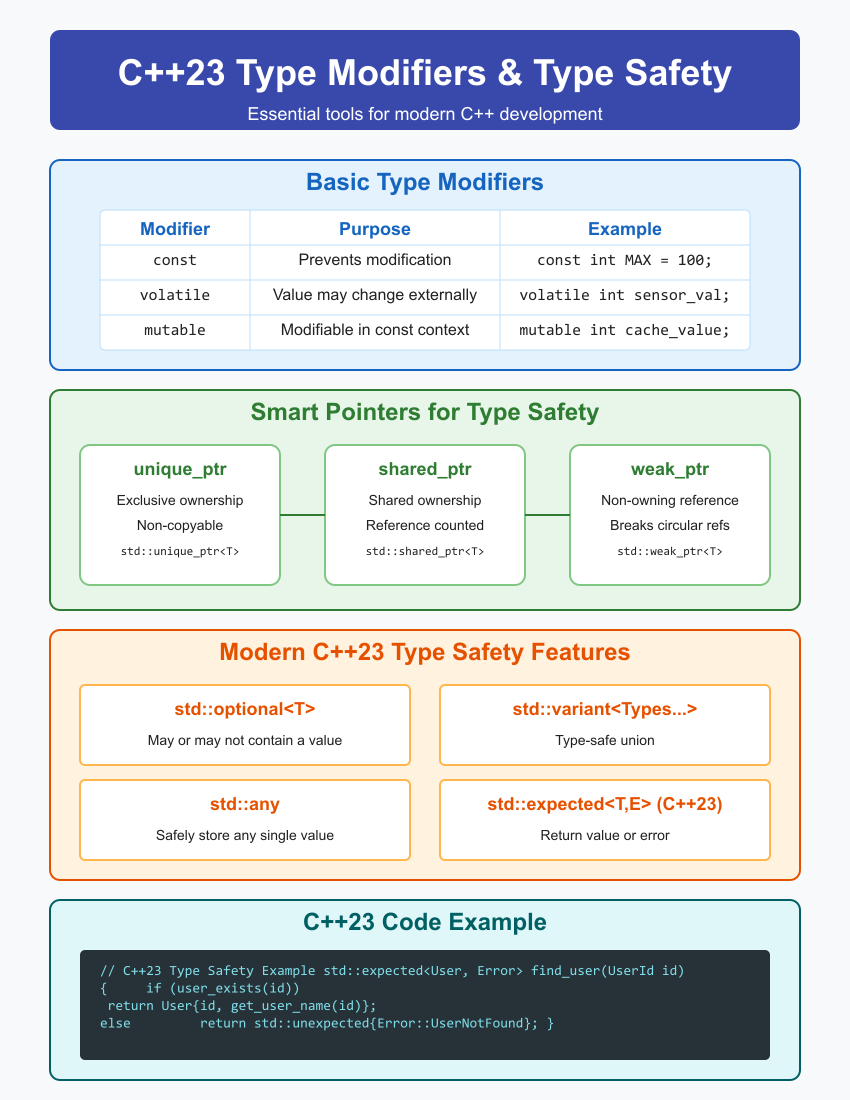 C++23 Type Modifiers & Type Safety
Essential tools for modern C++ development
Basic Type Modifiers
Modifier Purpose Example
const Prevents modification const int MAX = 100;
volatile Value may change externally volatile int sensor_val;
mutable Modifiable in const context mutable int cache_value;
Smart Pointers for Type Safety
unique_ptr
Exclusive ownership
Non-copyable
std::unique_ptr<T>
shared_ptr
Shared ownership
Reference counted
std::shared_ptr<T>
weak_ptr
Non-owning reference
Breaks circular refs
std::weak_ptr<T>
Modern C++23 Type Safety Features
std::optional<T>
May or may not contain a value
std::variant<Types...>
Type-safe union
std::any
Safely store any single value
std::expected<T,E> (C++23)
Return value or error
C++23 Code Example
// C++23 Type Safety Example std::expected<User, Error> find_user(UserId id)
{     if (user_exists(id))
 return User{id, get_user_name(id)};
else         return std::unexpected{Error::UserNotFound}; }